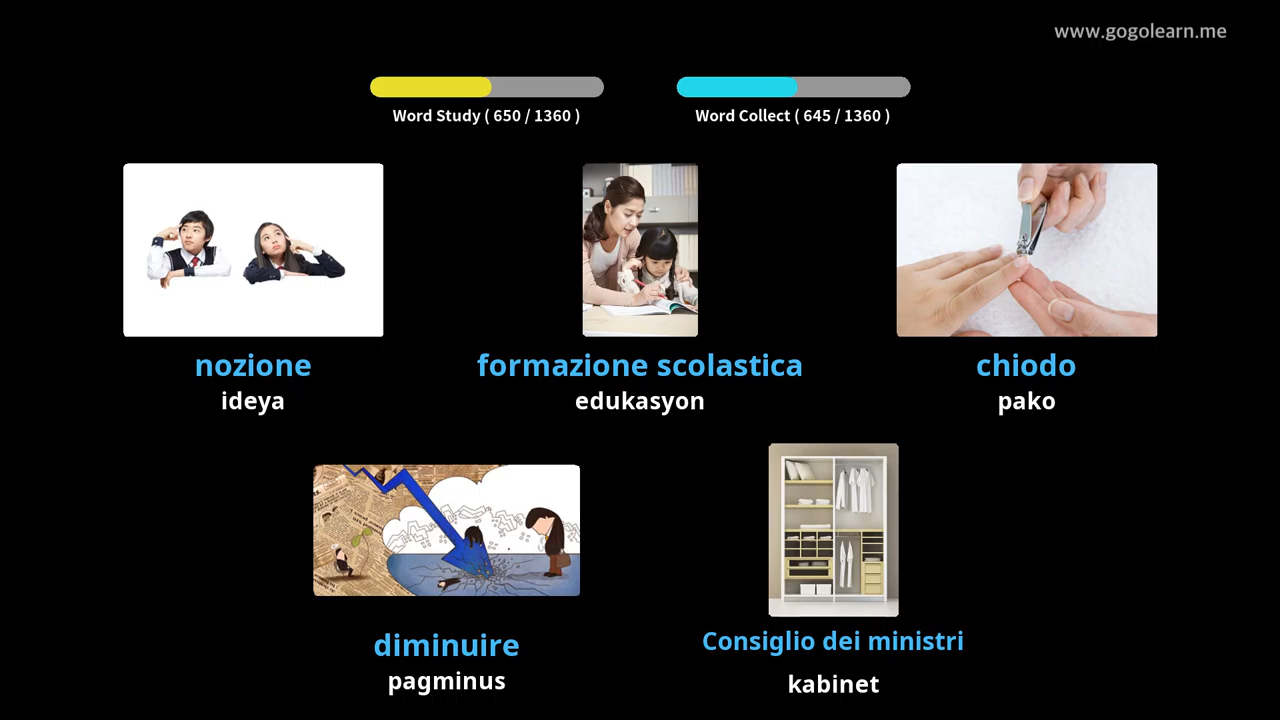 www.gogolearn.me
Word Study ( 650 / 1360 )
Word Collect ( 645 / 1360 )
nozione
ideya
formazione scolastica
edukasyon
chiodo
pako
diminuire
pagminus
Consiglio dei ministri
kabinet